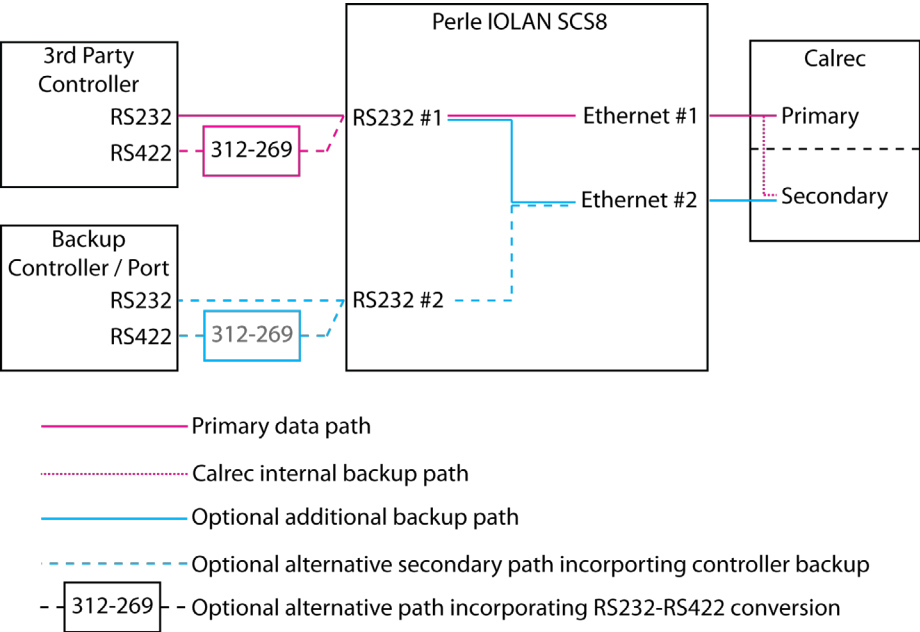 Perle IOLAN SCS8
3rd Party
Controller
RS232
RS422
312-269
RS232 #1
Ethernet #1
Calrec
Primary
Secondary
Ethernet #2
Backup
Controller / Port
RS232
RS422
312-269
RS232 #2
Primary data path
Calrec internal backup path
Optional additional backup path
Optional alternative secondary path incorporting controller backup
312-269
Optional alternative path incorporating RS232-RS422 conversion